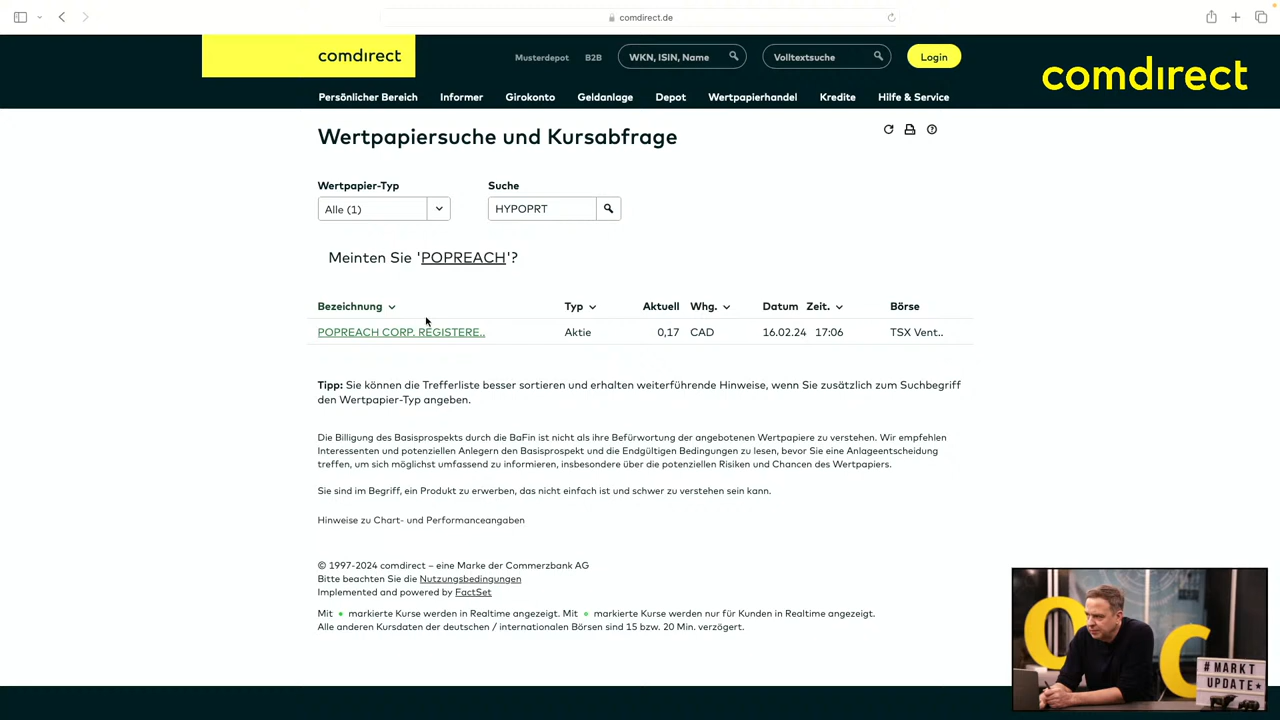 comdirect.de
comdirect
Musterdepot
B2B
WKN, ISIN, Name
Volltextsuche
Login
comdirect
Persönlicher Bereich
Informer
Girokonto
Geldanlage
Depot
Wertpapierhandel
Kredite
Hilfe & Service
Wertpapiersuche und Kursabfrage
Wertpapier-Typ
Suche
Alle (1)
HYPOPRT
Meinten Sie 'POPREACH'?
Bezeichnung Typ Aktuell Whg. Datum Zeit. Börse
POPREACH CORP. REGISTERE.. Aktie 0,17 CAD 16.02.24 17:06 TSX Vent..
Tipp: Sie können die Trefferliste besser sortieren und erhalten weiterführende Hinweise, wenn Sie zusätzlich zum Suchbegriff
den Wertpapier-Typ angeben.
Die Billigung des Basisprospekts durch die BaFin ist nicht als ihre Befürwortung der angebotenen Wertpapiere zu verstehen. Wir empfehlen
Interessenten und potenziellen Anlegern den Basisprospekt und die Endgültigen Bedingungen zu lesen, bevor Sie eine Anlageentscheidung
treffen, um sich möglichst umfassend zu informieren, insbesondere über die potenziellen Risiken und Chancen des Wertpapiers.
Sie sind im Begriff, ein Produkt zu erwerben, das nicht einfach ist und schwer zu verstehen sein kann.
Hinweise zu Chart- und Performanceangaben
© 1997-2024 comdirect – eine Marke der Commerzbank AG
Bitte beachten Sie die Nutzungsbedingungen
Implemented and powered by FactSet
Mit • markierte Kurse werden in Realtime angezeigt. Mit • markierte Kurse werden nur für Kunden in Realtime angezeigt.
Alle anderen Kursdaten der deutschen / internationalen Börsen sind 15 bzw. 20 Min. verzögert.
#MARKT
UPDATE